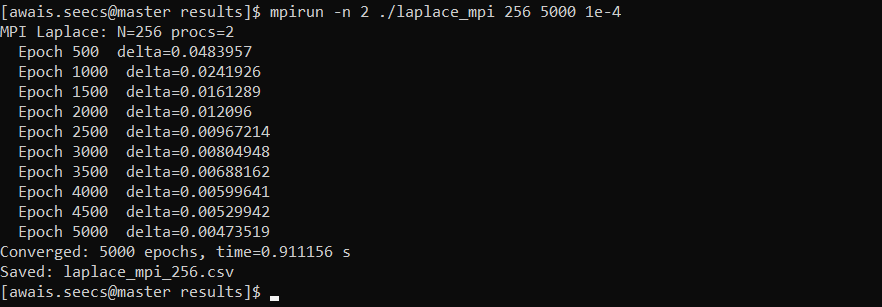 [awais.seecs@master results]$ mpirun -n 2 ./laplace_mpi 256 5000 1e-4
MPI Laplace: N=256 procs=2
  Epoch 500  delta=0.0483957
  Epoch 1000  delta=0.0241926
  Epoch 1500  delta=0.0161289
  Epoch 2000  delta=0.012096
  Epoch 2500  delta=0.00967214
  Epoch 3000  delta=0.00804948
  Epoch 3500  delta=0.00688162
  Epoch 4000  delta=0.00599641
  Epoch 4500  delta=0.00529942
  Epoch 5000  delta=0.00473519
Converged: 5000 epochs, time=0.911156 s
Saved: laplace_mpi_256.csv
[awais.seecs@master results]$